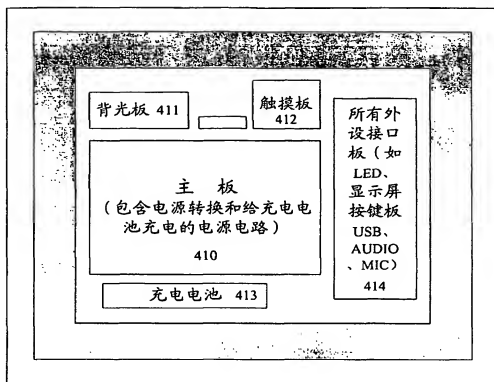 背光板 411
触摸板
412
主 板
(包含电源转换和给充电电
池充电的电源电路)
410
充电电池 413
所有外
设接口
板(如
LED、
显示屏
按键板
USB、
AUDIO
、MIC)
414